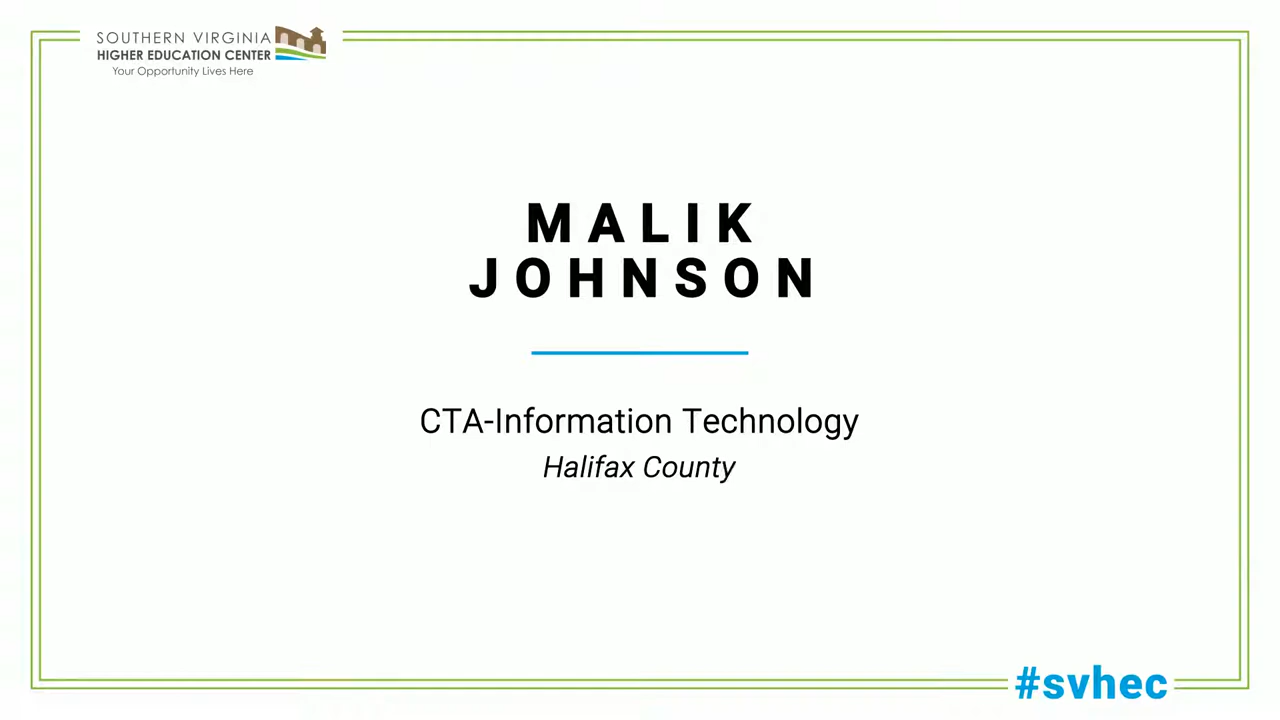 SOUTHERN VIRGINIA
HIGHER EDUCATION CENTER
Your Opportunity Lives Here
MALIK
JOHNSON
CTA-Information Technology
Halifax County
#svhec